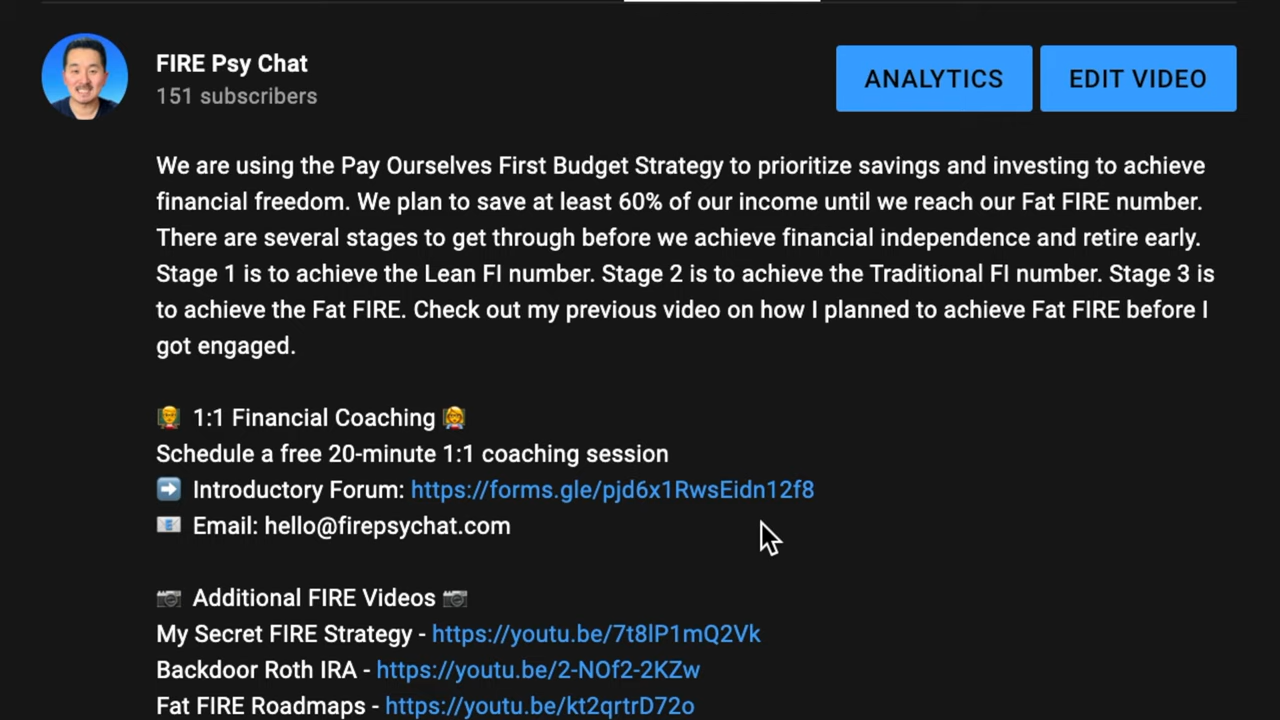 FIRE Psy Chat
151 subscribers
ANALYTICS
EDIT VIDEO
We are using the Pay Ourselves First Budget Strategy to prioritize savings and investing to achieve
financial freedom. We plan to save at least 60% of our income until we reach our Fat FIRE number.
There are several stages to get through before we achieve financial independence and retire early.
Stage 1 is to achieve the Lean FI number. Stage 2 is to achieve the Traditional FI number. Stage 3 is
to achieve the Fat FIRE. Check out my previous video on how I planned to achieve Fat FIRE before I
got engaged.
1:1 Financial Coaching
Schedule a free 20-minute 1:1 coaching session
Introductory Forum: https://forms.gle/pjd6x1RwsEidn12f8
Email: hello@firepsychat.com
Additional FIRE Videos
My Secret FIRE Strategy - https://youtu.be/7t8lP1mQ2Vk
Backdoor Roth IRA - https://youtu.be/2-NOf2-2KZw
Fat FIRE Roadmaps - https://youtu.be/kt2qrtrD72o